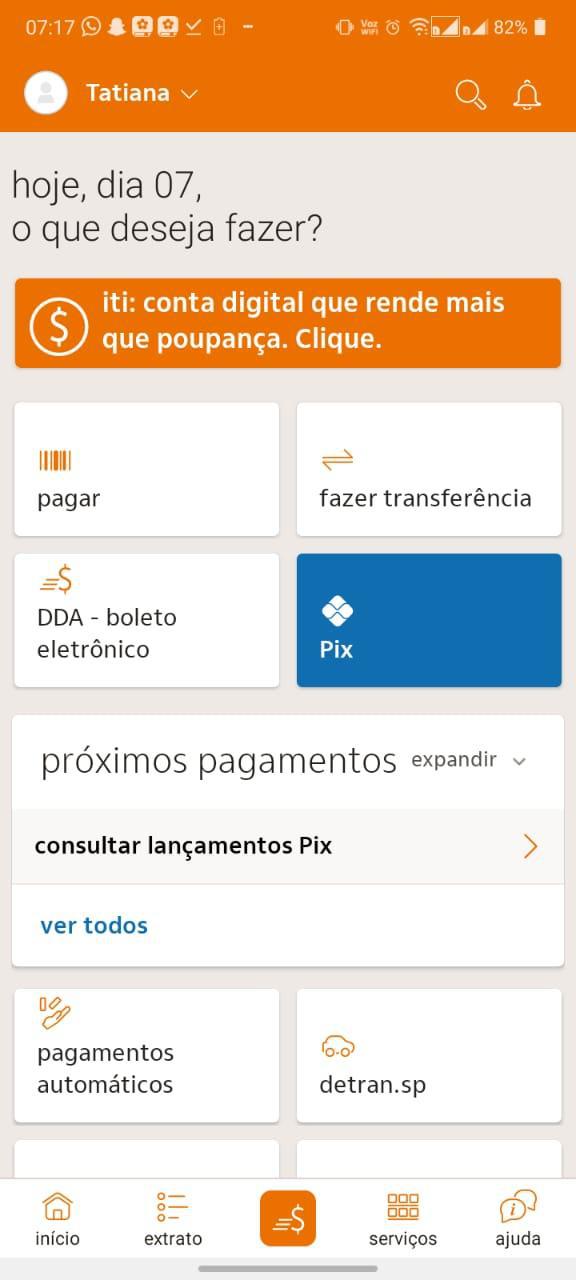 07:17
Voz
WiFi
82%
Tatiana
hoje, dia 07,
o que deseja fazer?
iti: conta digital que rende mais
que poupança. Clique.
pagar
fazer transferência
DDA - boleto
eletrônico
Pix
próximos pagamentos expandir
consultar lançamentos Pix
ver todos
pagamentos
automáticos
detran.sp
início
extrato
serviços
ajuda